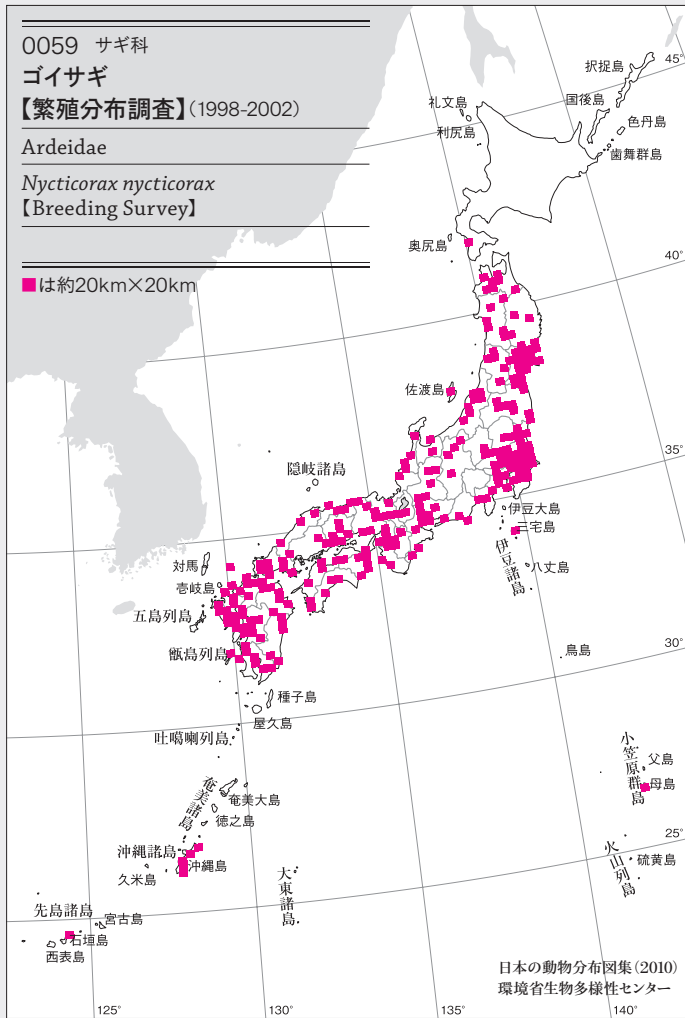 0059 サギ科
ゴイサギ
【繁殖分布調査】(1998-2002)
Ardeidae
Nycticorax nycticorax
【Breeding Survey】
■は約20km×20km
45°
択捉島
国後島
礼文島
色丹島
利尻島
歯舞群島
奥尻島
40°
佐渡島
35°
隠岐諸島
伊豆大島
三宅島
対馬
伊豆諸島
八丈島
壱岐島
五島列島
甑島列島
鳥島
30°
種子島
屋久島
吐噶喇列島
小笠原群島
父島
母島
奄美諸島
奄美大島
徳之島
25°
沖縄諸島
沖縄島
火山列島
硫黄島
久米島
大東諸島
先島諸島
宮古島
石垣島
西表島
日本の動物分布図集(2010)
環境省生物多様性センター
125°
130°
135°
140°